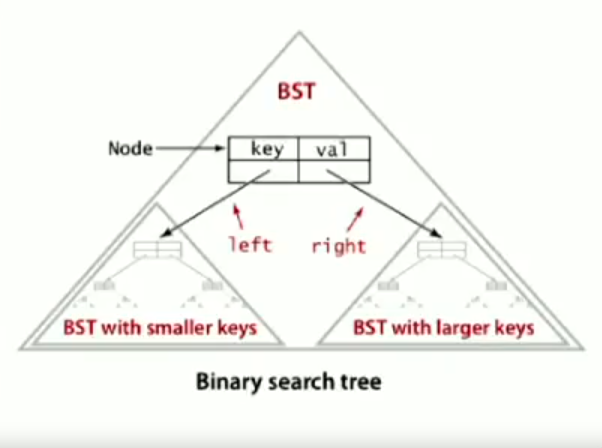 BST
Node
key val
left right
BST with smaller keys BST with larger keys
Binary search tree